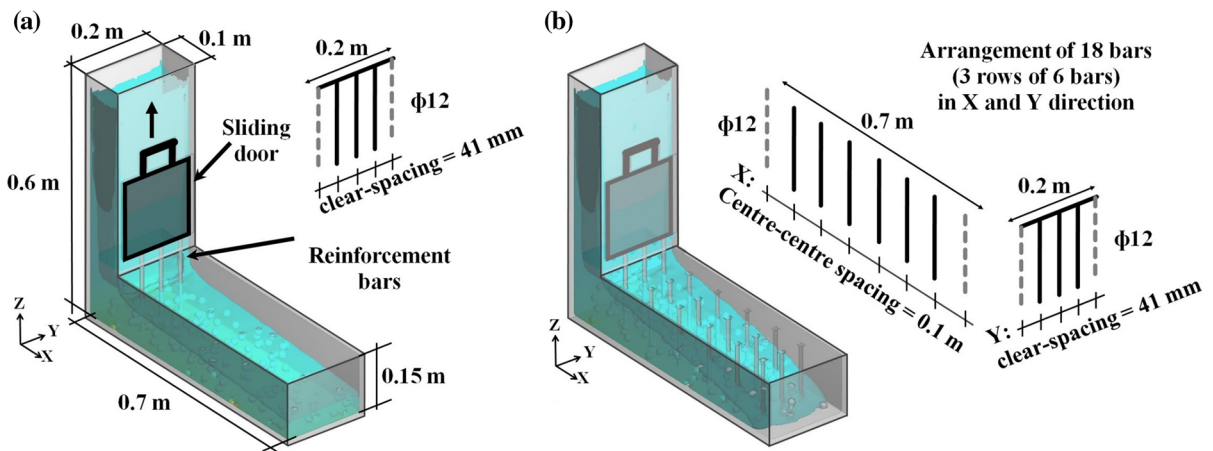 (a)
0.2 m
0.1 m
0.2 m
ϕ12
Sliding
door
clear-spacing = 41 mm
0.6 m
Reinforcement
bars
Z
Y
X
0.15 m
0.7 m
(b)
Arrangement of 18 bars
(3 rows of 6 bars)
in X and Y direction
ϕ12
0.7 m
X:
Centre-centre spacing = 0.1 m
0.2 m
ϕ12
Y:
clear-spacing = 41 mm
Z
Y
X